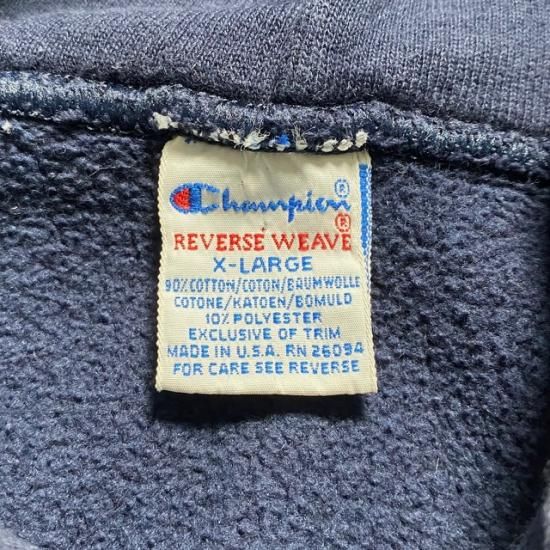 Champion®
REVERSE WEAVE®
X-LARGE
90% COTTON/COTON/BAUMWOLLE
COTONE/KATOEN/BOMULD
10% POLYESTER
EXCLUSIVE OF TRIM
MADE IN U.S.A. RN 26094
FOR CARE SEE REVERSE